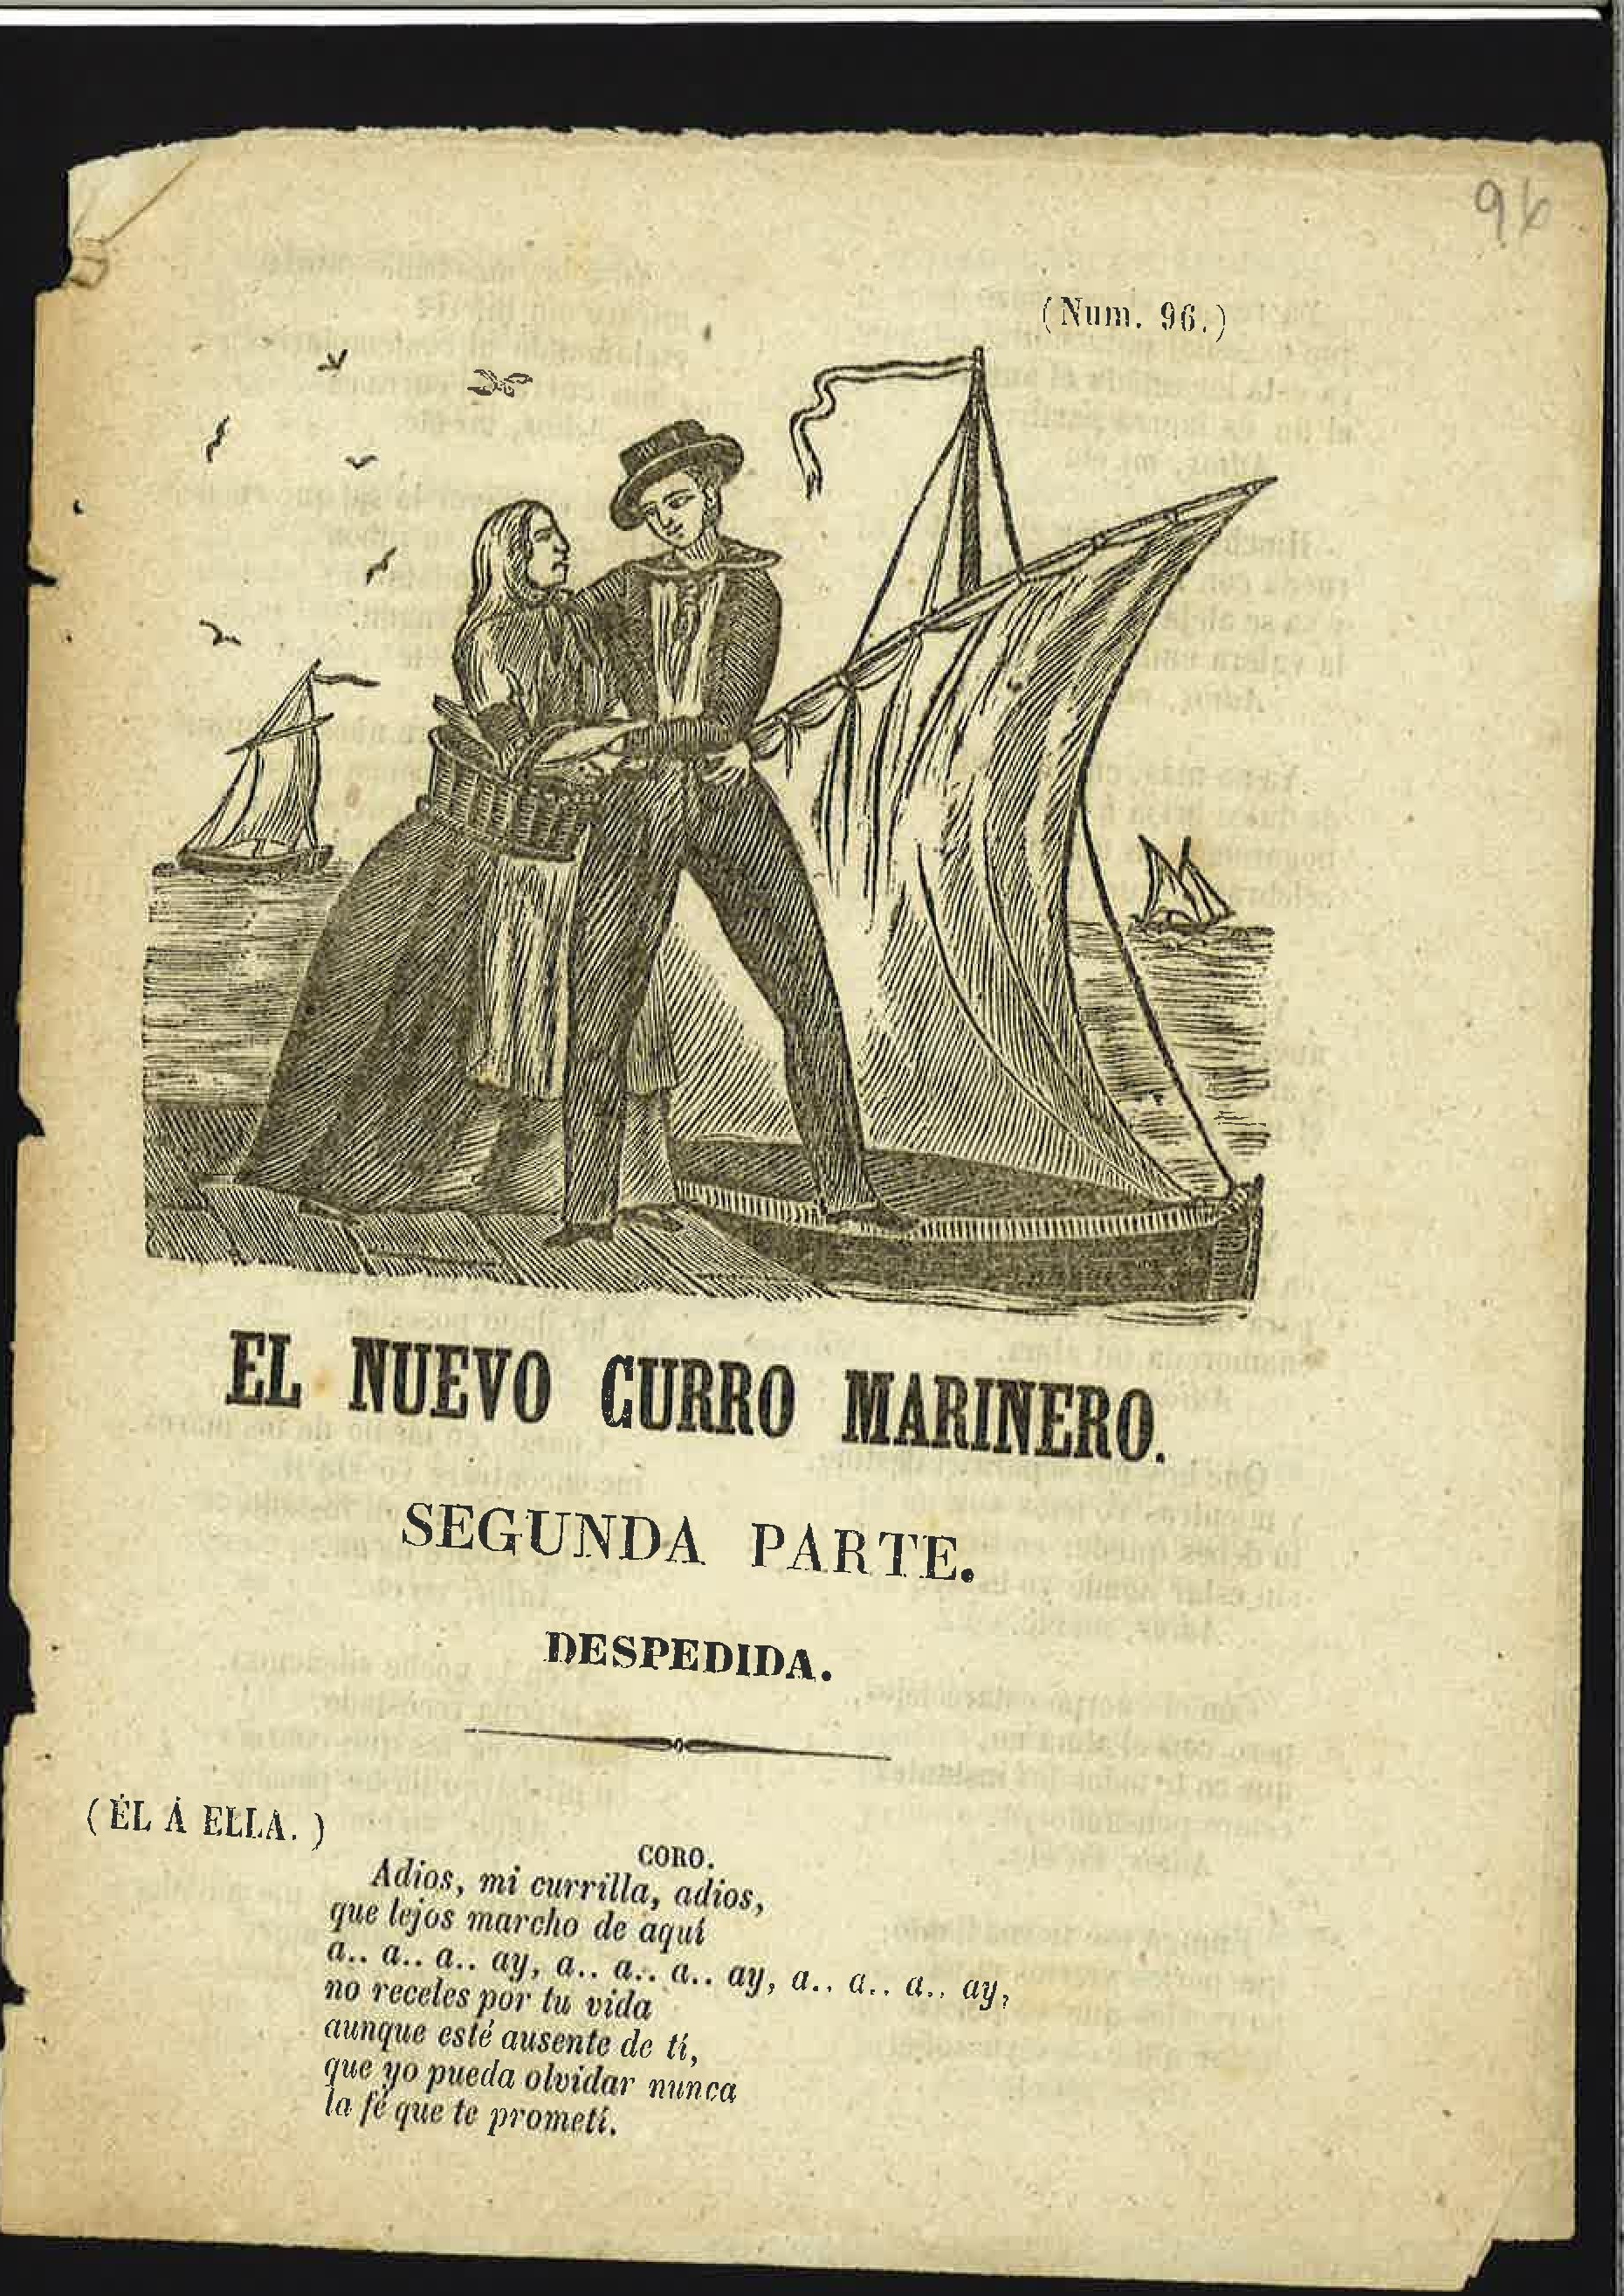 96
(Num. 96.)
EL NUEVO CURRO MARINERO.
SEGUNDA PARTE.
DESPEDIDA.
(ÉL Á ELLA.)
CORO.
Adios, mi currilla, adios,
que lejos marcho de aquí
a.. a.. a.. ay, a.. a.. a.. ay, a.. a.. a.. ay,
no receles por tu vida
aunque esté ausente de tí,
que yo pueda olvidar nunca
la fé que te prometí.